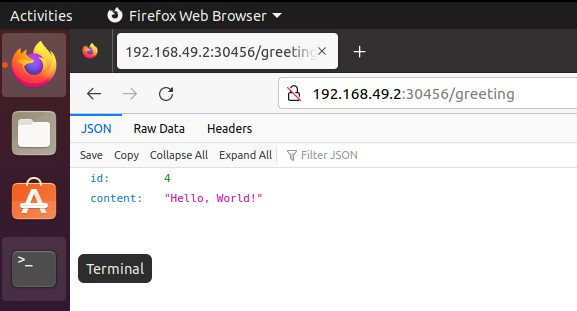 Activities Firefox Web Browser
192.168.49.2:30456/greeting
192.168.49.2:30456/greeting
JSON Raw Data Headers
Save Copy Collapse All Expand All Filter JSON
id: 4
content: "Hello, World!"
>_
Terminal